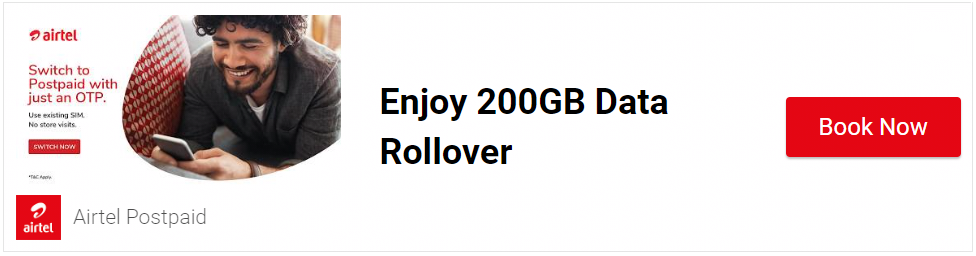 airtel
Switch to
Postpaid with
just an OTP.
Use existing SIM.
No store visits.
SWITCH NOW
*T&C Apply.
Enjoy 200GB Data
Rollover
Book Now
airtel
Airtel Postpaid